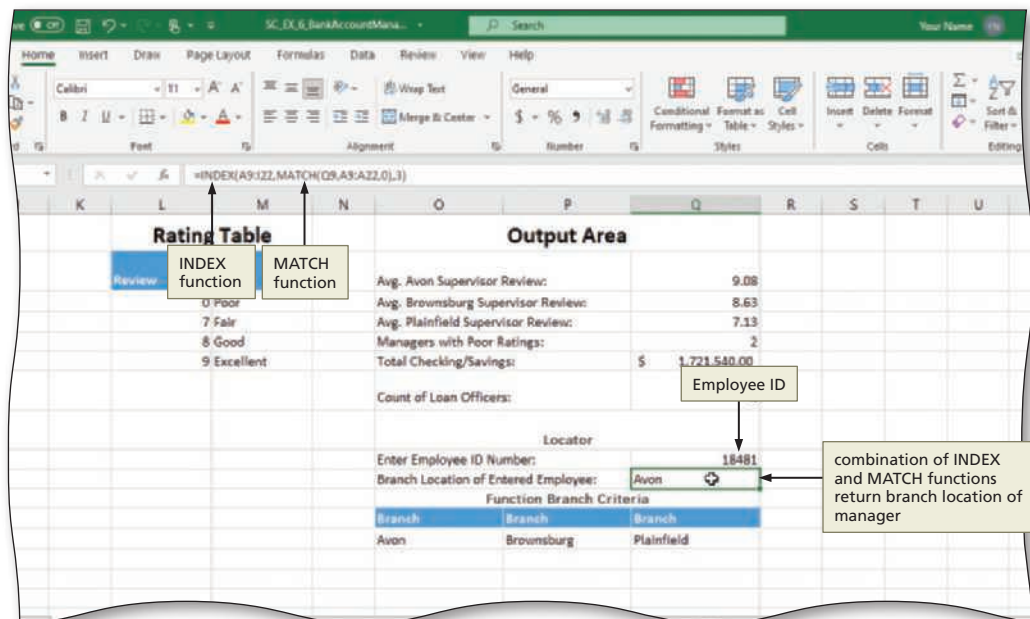 SC_EX_6_BankAccountMana... Search Your Name YN
Home Insert Draw Page Layout Formulas Data Review View Help
Calibri 11 A A Wrap Text General
Conditional Formatting Format as Table Cell Styles Insert Delete Format Sort & Filter
B I U A Merge & Center $ % 9
Font Alignment Number Styles Cells Editing
=INDEX(A9:I22,MATCH(Q9,A9:A22,0),3)
K L M N O P Q R S T U
Rating Table Output Area
INDEX function
MATCH function
Review
Avg. Avon Supervisor Review: 9.08
0 Poor Avg. Brownsburg Supervisor Review: 8.63
7 Fair Avg. Plainfield Supervisor Review: 7.13
8 Good Managers with Poor Ratings: 2
9 Excellent Total Checking/Savings: $ 1,721,540.00
Employee ID
Count of Loan Officers:
Locator
Enter Employee ID Number: 18481
Branch Location of Entered Employee: Avon
combination of INDEX
and MATCH functions
return branch location of
manager
Function Branch Criteria
Branch Branch Branch
Avon Brownsburg Plainfield